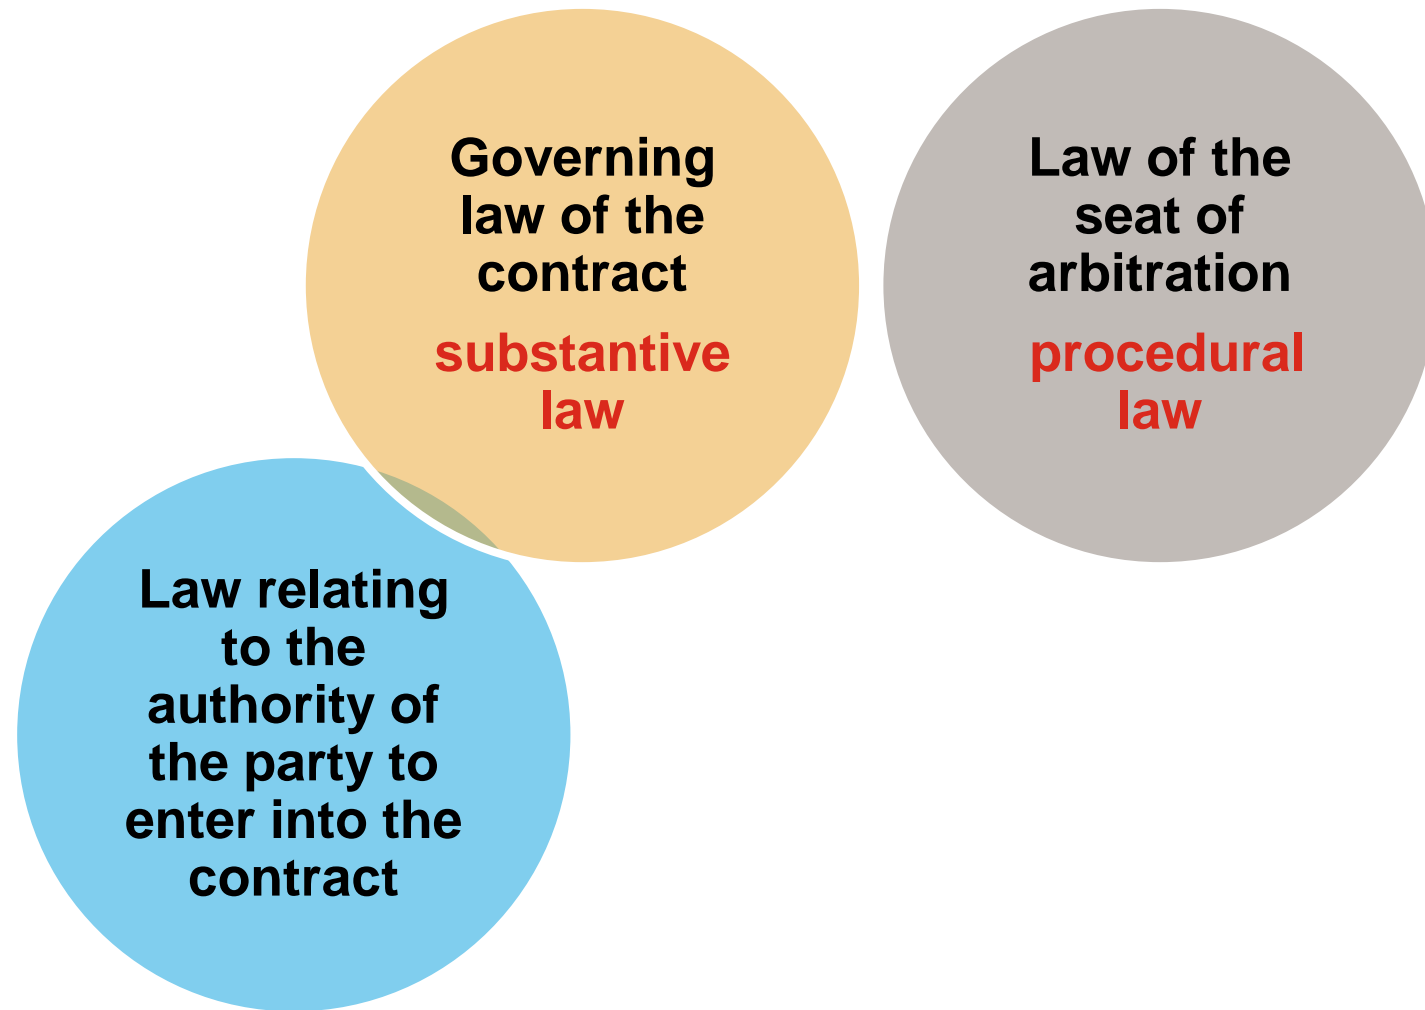 Governing
law of the
contract
substantive
law
Law of the
seat of
arbitration
procedural
law
Law relating
to the
authority of
the party to
enter into the
contract